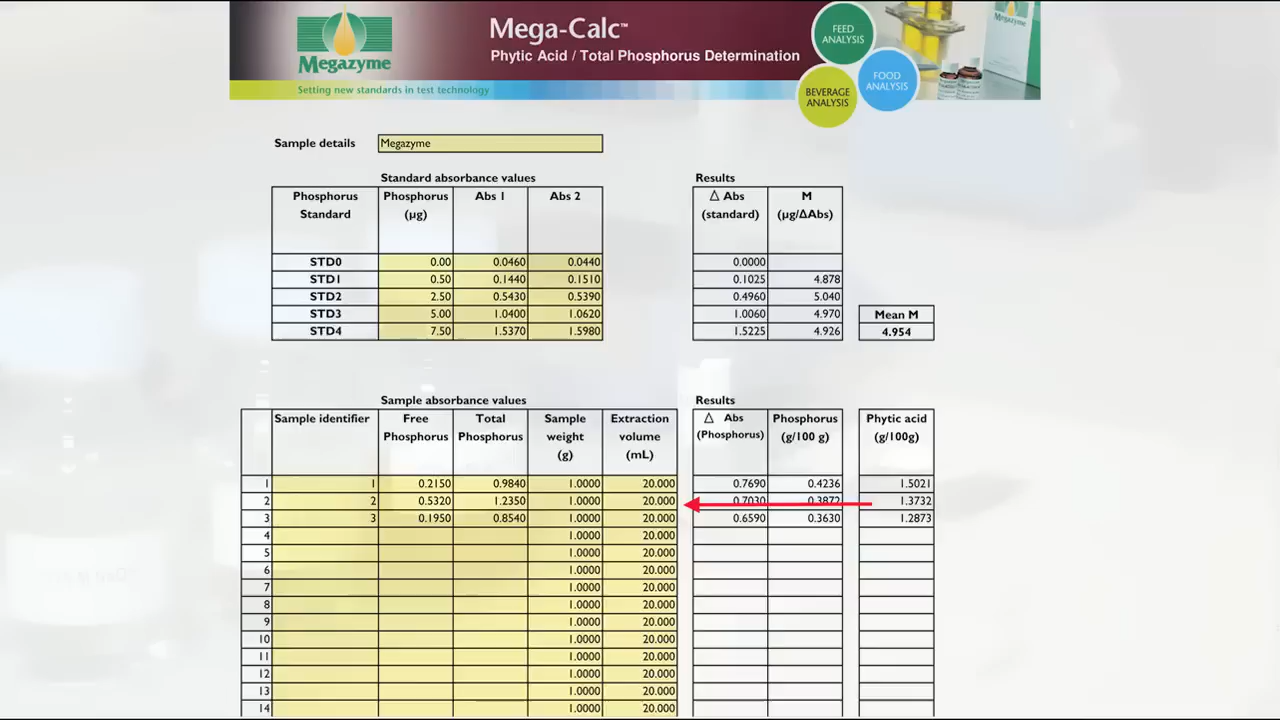 Megazyme
Setting new standards in test technology
Mega-Calc™
Phytic Acid / Total Phosphorus Determination
FEED
ANALYSIS
FOOD
ANALYSIS
BEVERAGE
ANALYSIS
Megazyme
Sample details Megazyme
Standard absorbance values Results
Phosphorus Phosphorus Abs 1 Abs 2 △ Abs M
Standard (µg) (standard) (µg/ΔAbs)
STD0 0.00 0.0460 0.0440 0.0000
STD1 0.50 0.1440 0.1510 0.1025 4.878
STD2 2.50 0.5430 0.5390 0.4960 5.040
STD3 5.00 1.0400 1.0620 1.0060 4.970 Mean M
STD4 7.50 1.5370 1.5980 1.5225 4.926 4.954
Sample absorbance values Results
Sample identifier Free Total Sample Extraction △ Abs Phosphorus Phytic acid
Phosphorus Phosphorus weight volume (Phosphorus) (g/100 g) (g/100g)
(g) (mL)
1 1 0.2150 0.9840 1.0000 20.000 0.7690 0.4236 1.5021
2 2 0.5320 1.2350 1.0000 20.000 0.7030 0.3872 1.3732
3 3 0.1950 0.8540 1.0000 20.000 0.6590 0.3630 1.2873
4 1.0000 20.000
5 1.0000 20.000
6 1.0000 20.000
7 1.0000 20.000
8 1.0000 20.000
9 1.0000 20.000
10 1.0000 20.000
11 1.0000 20.000
12 1.0000 20.000
13 1.0000 20.000
14 1.0000 20.000